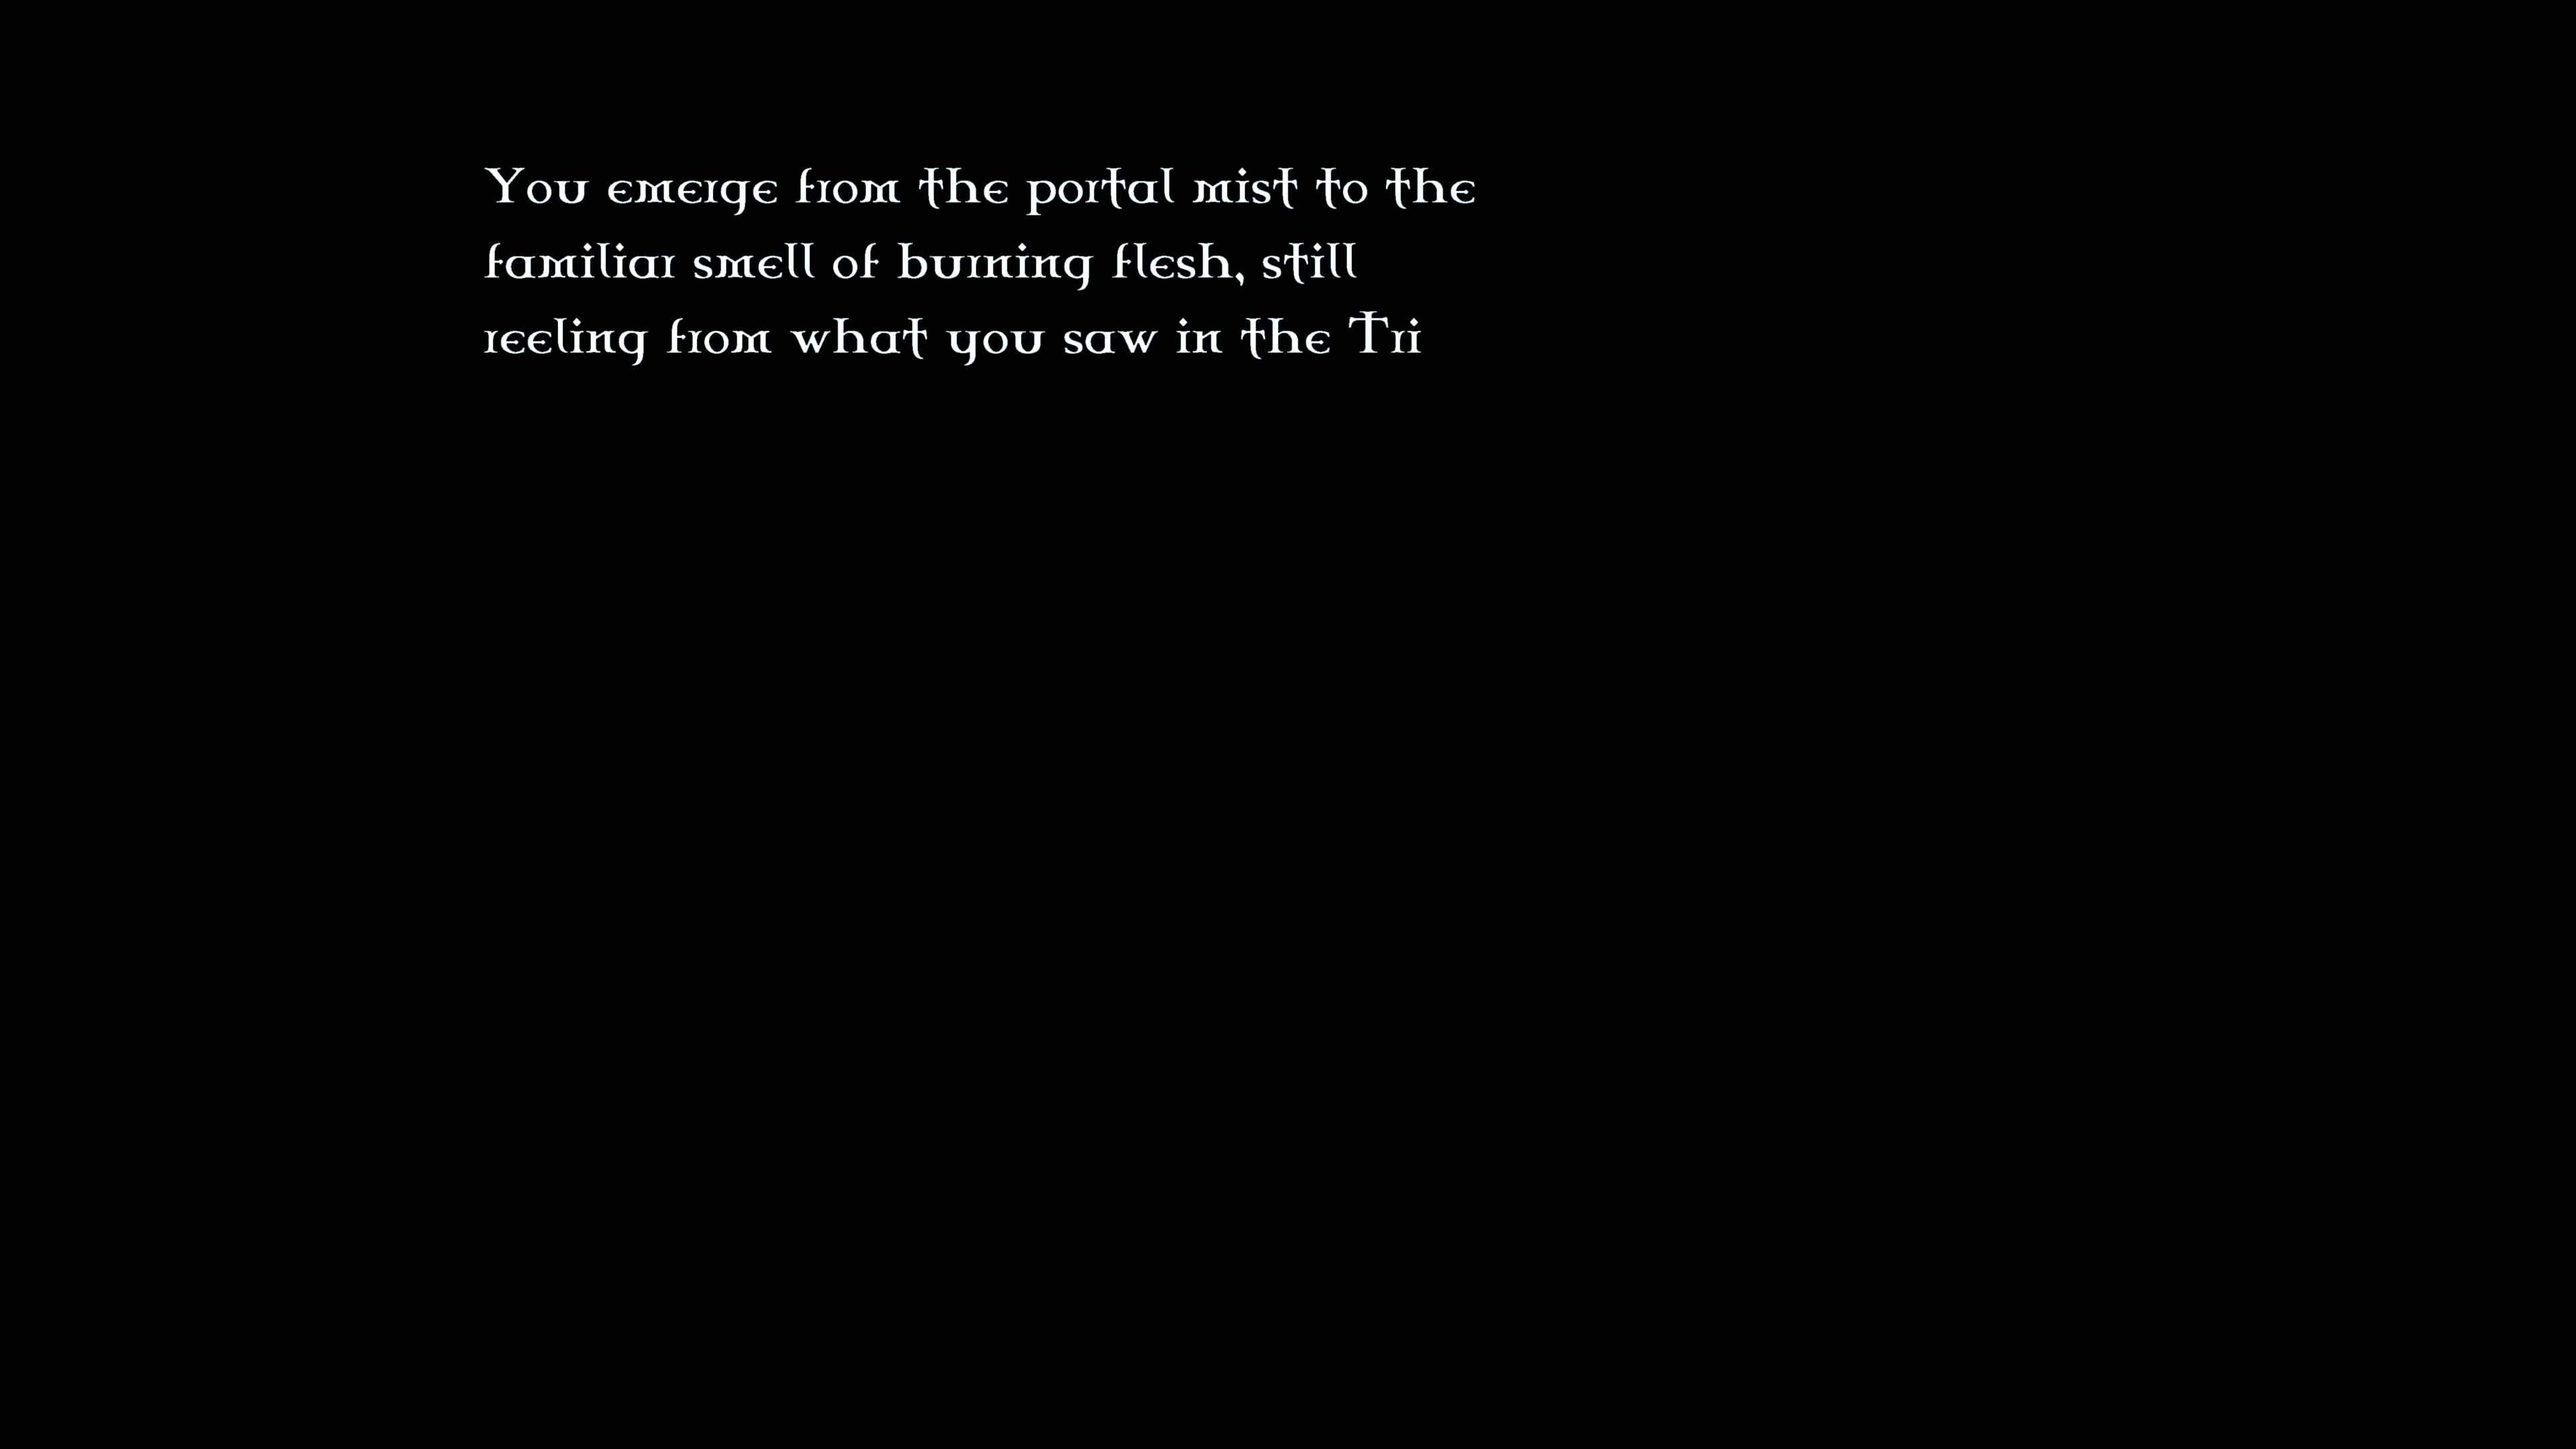 You emerge from the portal mist to the
familiar smell of burning flesh, still
reeling from what you saw in the Tri